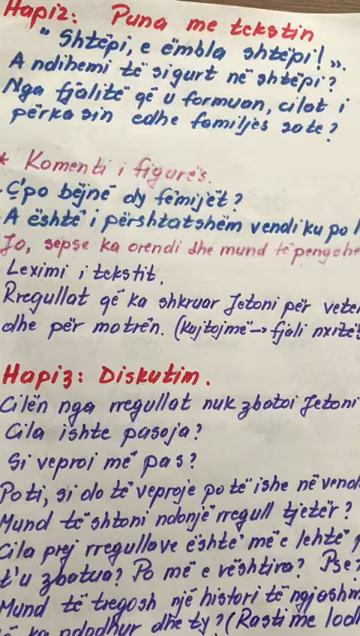 Hapi2: Puna me tekstin
"Shtëpi, e ëmbla shtëpi!".
A ndihemi të sigurt në shtëpi?
Nga fjalitë që u formuan, cilat i
përkasin edhe familjes sate?
* Komenti i figurës.
Ç'po bëjnë dy fëmijët?
A është i përshtatshëm vendi ku po l
Jo, sepse ka orendi dhe mund të pengohe
Leximi i tekstit.
Rregullat që ka shkruar Jetoni për vete
dhe për motrën. (kujtojmë → fjali nxitë
Hapi3: Diskutim.
Cilën nga rregullat nuk zbatoi Jetoni
Cila ishte pasoja?
Si veproi më pas?
Po ti, si do të veproje po të ishe në vend
Mund të shtoni ndonjë rregull tjetër?
Cila prej rregullave është më e lehtë p
t'u zbatua? Po më e vështira? Pse?
Mund të tregosh një histori të ngjashm
ka ndodhur dhe ty? (Rasti me lod